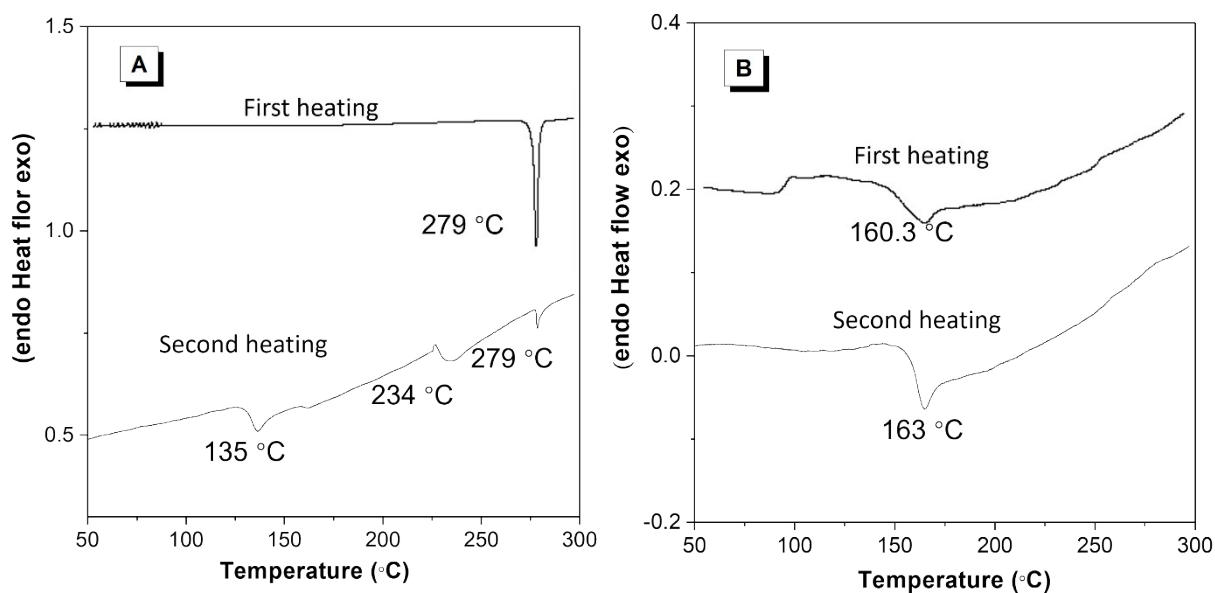 A
First heating
279 °C
Second heating
279 °C
234 °C
135 °C
1.5
1.0
0.5
50 100 150 200 250 300
Temperature (°C)
(endo Heat flor exo)
B
First heating
160.3 °C
Second heating
163 °C
0.4
0.2
0.0
-0.2
50 100 150 200 250 300
Temperature (°C)
(endo Heat flow exo)